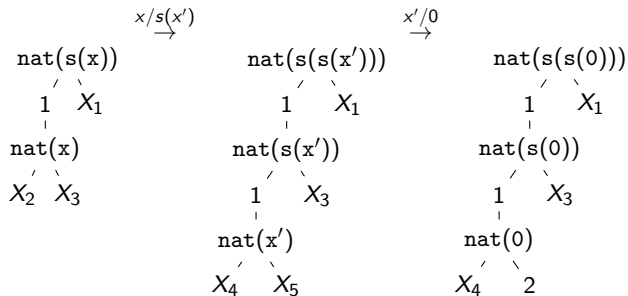 x/s(x′) x′/0
→ →
nat(s(x)) nat(s(s(x′))) nat(s(s(0)))
1 X₁ 1 X₁ 1 X₁
nat(x) nat(s(x′)) nat(s(0))
X₂ X₃ 1 X₃ 1 X₃
nat(x′) nat(0)
X₄ X₅ X₄ 2